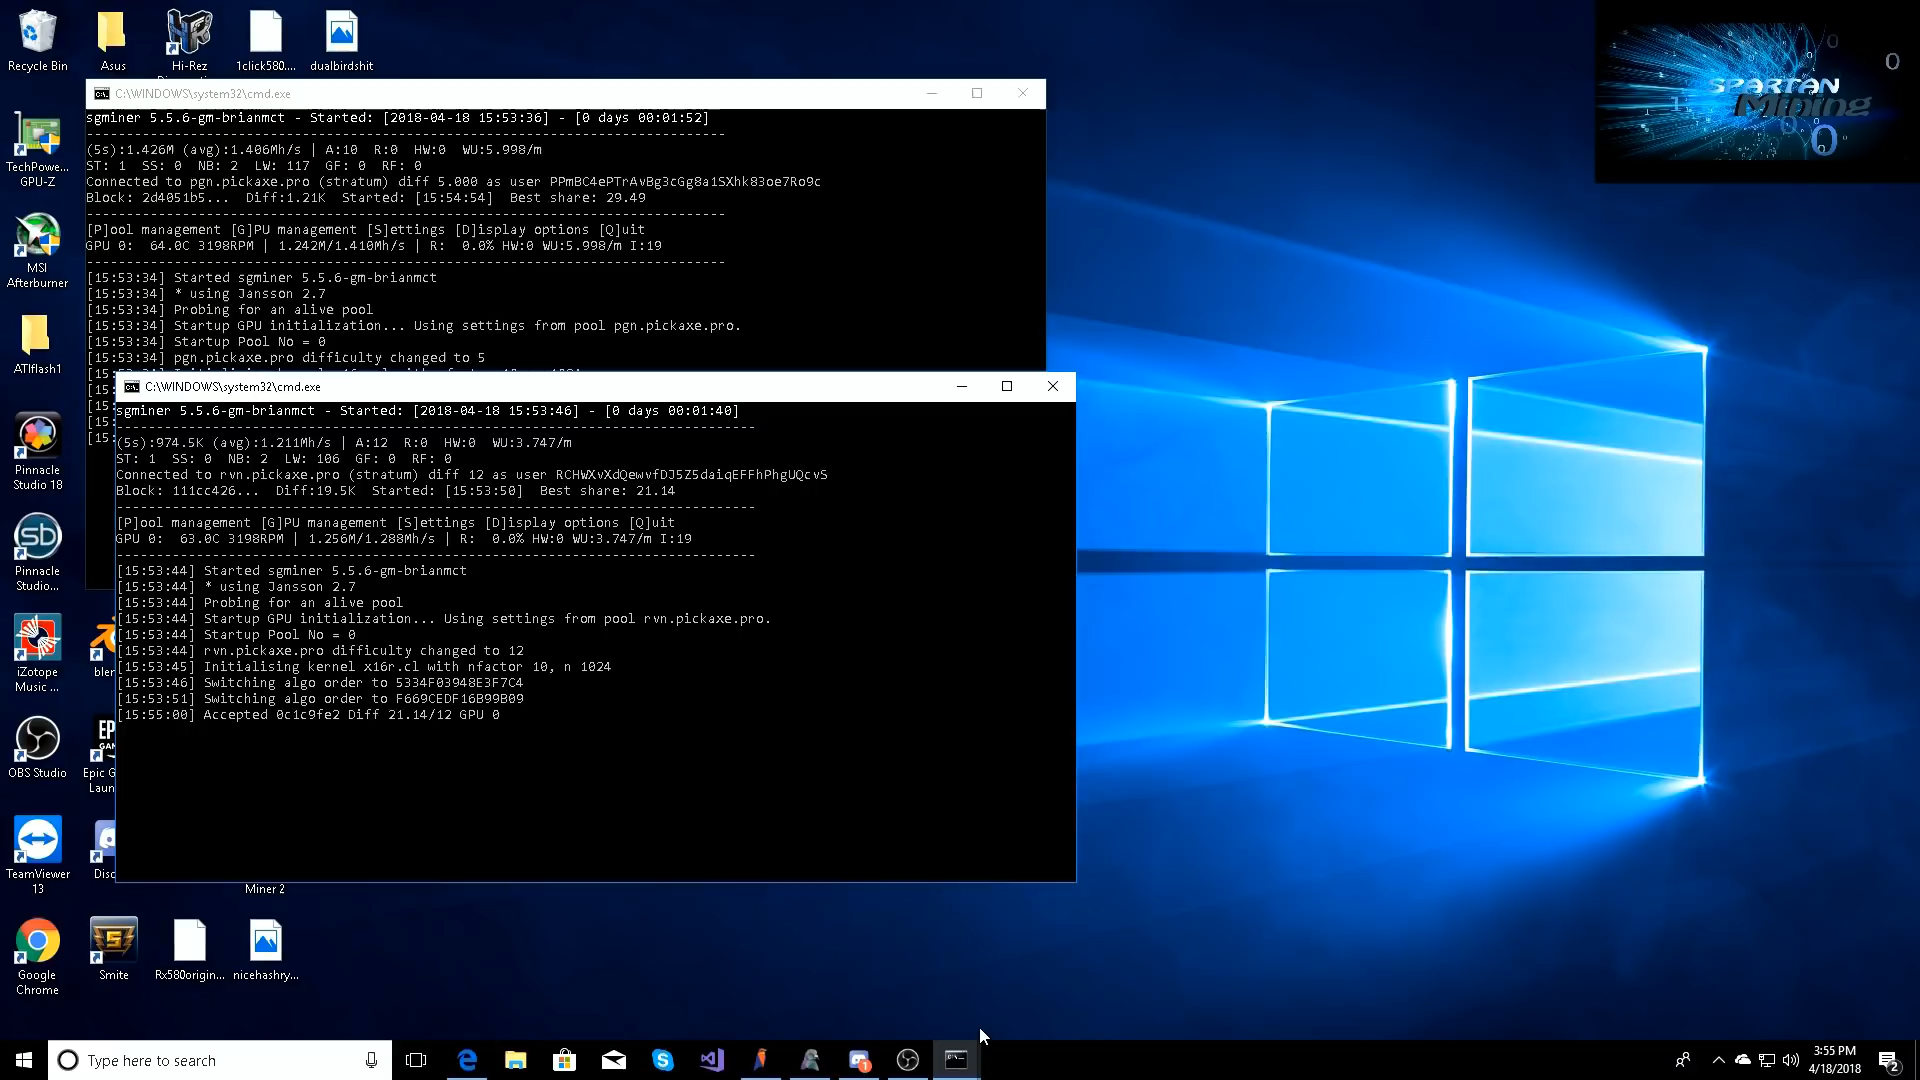 Recycle Bin
Asus
Hi-Rez
1click580....
dualbirdshit
TechPowe...
GPU-Z
MSI
Afterburner
ATIflash1
Pinnacle
Studio 18
Pinnacle
Studio...
iZotope
Music ...
OBS Studio
Epic G
Laun
TeamViewer
13
Disc
Miner 2
Google
Chrome
Smite
Rx580origin...
nicehashry...
C:\WINDOWS\system32\cmd.exe
sgminer 5.5.6-gm-brianmct - Started: [2018-04-18 15:53:36] - [0 days 00:01:52]
--------------------------------------------------------------------------------
(5s):1.426M (avg):1.406Mh/s | A:10  R:0  HW:0  WU:5.998/m
ST: 1  SS: 0  NB: 2  LW: 117  GF: 0  RF: 0
Connected to pgn.pickaxe.pro (stratum) diff 5.000 as user PPmBC4ePTrAvBg3cGg8a1SXhk83oe7Ro9c
Block: 2d4051b5...  Diff:1.21K  Started: [15:54:54]  Best share: 29.49
--------------------------------------------------------------------------------
[P]ool management [G]PU management [S]ettings [D]isplay options [Q]uit
GPU 0:  64.0C 3198RPM | 1.242M/1.410Mh/s | R:  0.0% HW:0 WU:5.998/m I:19
--------------------------------------------------------------------------------
[15:53:34] Started sgminer 5.5.6-gm-brianmct
[15:53:34] * using Jansson 2.7
[15:53:34] Probing for an alive pool
[15:53:34] Startup GPU initialization... Using settings from pool pgn.pickaxe.pro.
[15:53:34] Startup Pool No = 0
[15:53:34] pgn.pickaxe.pro difficulty changed to 5
C:\WINDOWS\system32\cmd.exe
sgminer 5.5.6-gm-brianmct - Started: [2018-04-18 15:53:46] - [0 days 00:01:40]
--------------------------------------------------------------------------------
(5s):974.5K (avg):1.211Mh/s | A:12  R:0  HW:0  WU:3.747/m
ST: 1  SS: 0  NB: 2  LW: 106  GF: 0  RF: 0
Connected to rvn.pickaxe.pro (stratum) diff 12 as user RCHWXvXdQewvfDJ5Z5daiqEFFhPhgUQcvS
Block: 111cc426...  Diff:19.5K  Started: [15:53:50]  Best share: 21.14
--------------------------------------------------------------------------------
[P]ool management [G]PU management [S]ettings [D]isplay options [Q]uit
GPU 0:  63.0C 3198RPM | 1.256M/1.288Mh/s | R:  0.0% HW:0 WU:3.747/m I:19
--------------------------------------------------------------------------------
[15:53:44] Started sgminer 5.5.6-gm-brianmct
[15:53:44] * using Jansson 2.7
[15:53:44] Probing for an alive pool
[15:53:44] Startup GPU initialization... Using settings from pool rvn.pickaxe.pro.
[15:53:44] Startup Pool No = 0
[15:53:44] rvn.pickaxe.pro difficulty changed to 12
[15:53:45] Initialising kernel x16r.cl with nfactor 10, n 1024
[15:53:46] Switching algo order to 5334F03948E3F7C4
[15:53:51] Switching algo order to F669CEDF16B99B09
[15:55:00] Accepted 0c1c9fe2 Diff 21.14/12 GPU 0
SPARTAN
Mining
Type here to search
3:55 PM
4/18/2018
2